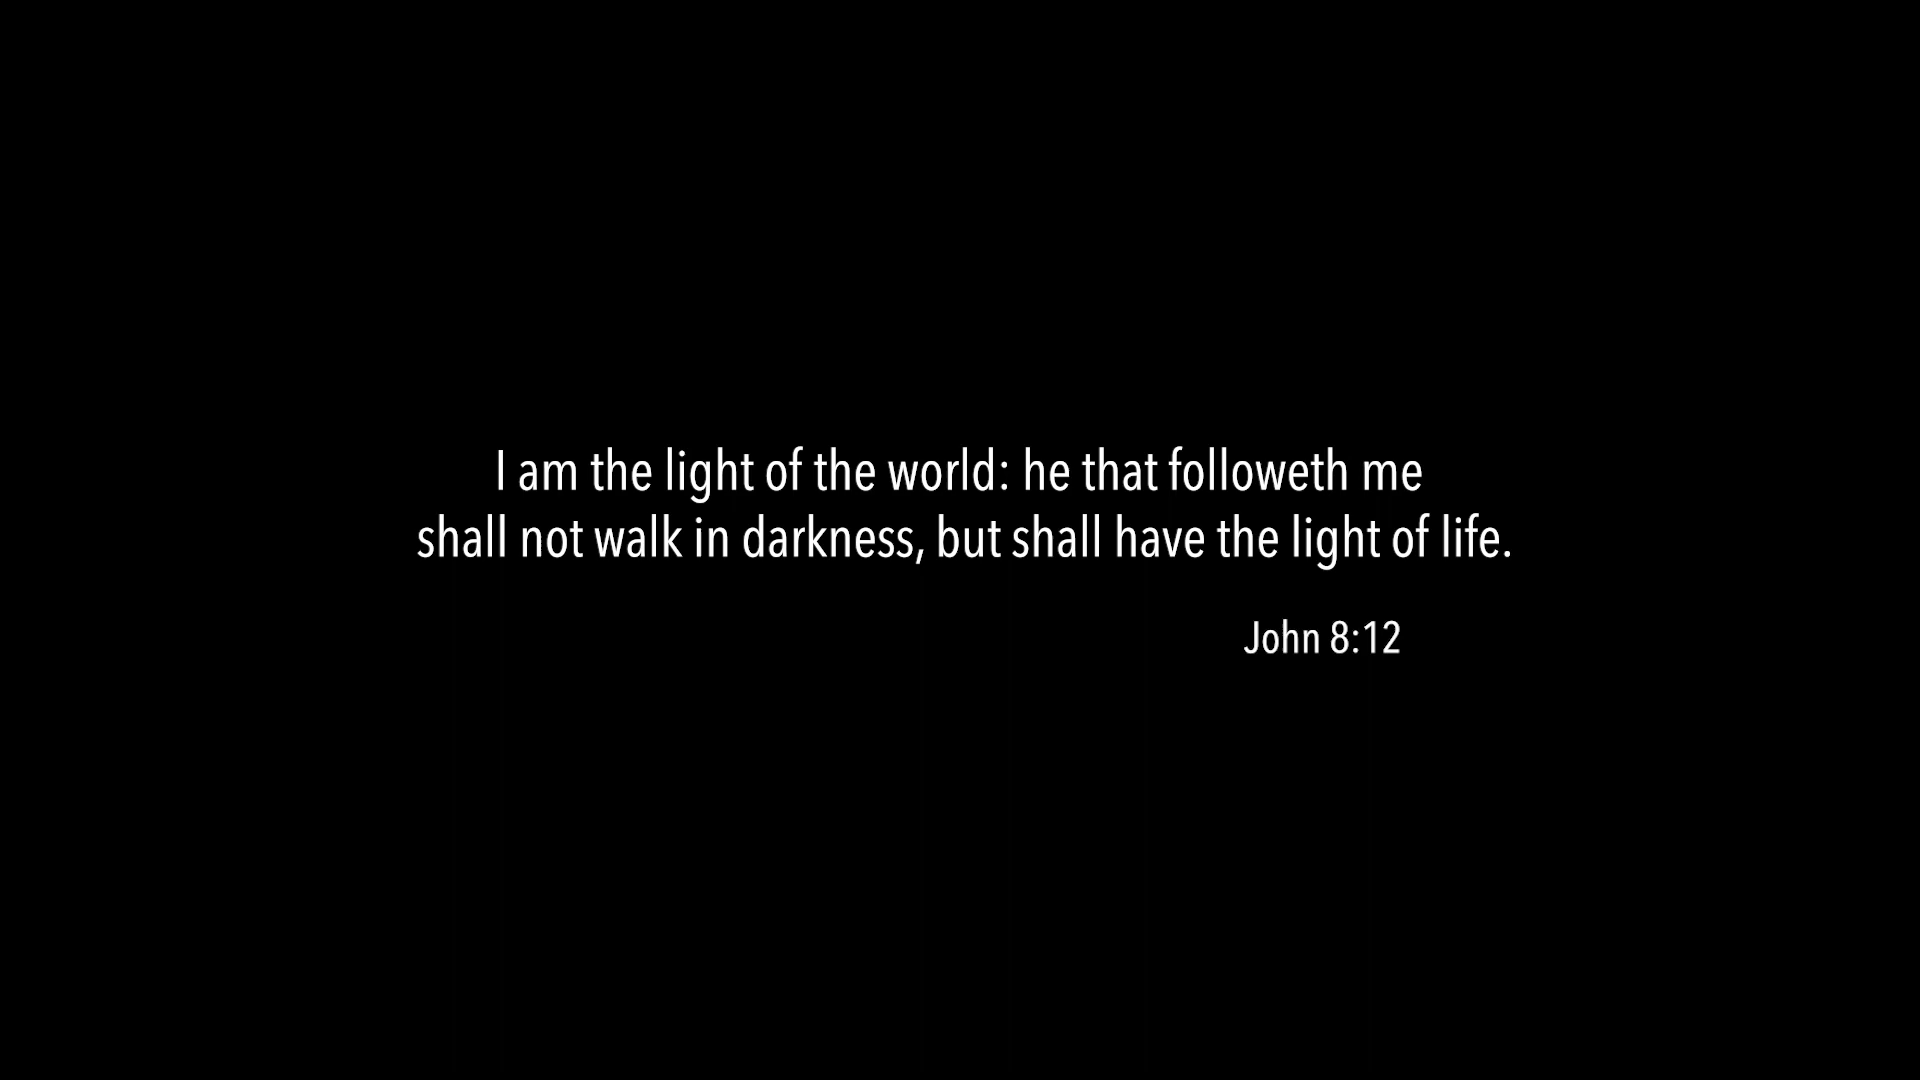 I am the light of the world: he that followeth me
shall not walk in darkness, but shall have the light of life.
John 8:12